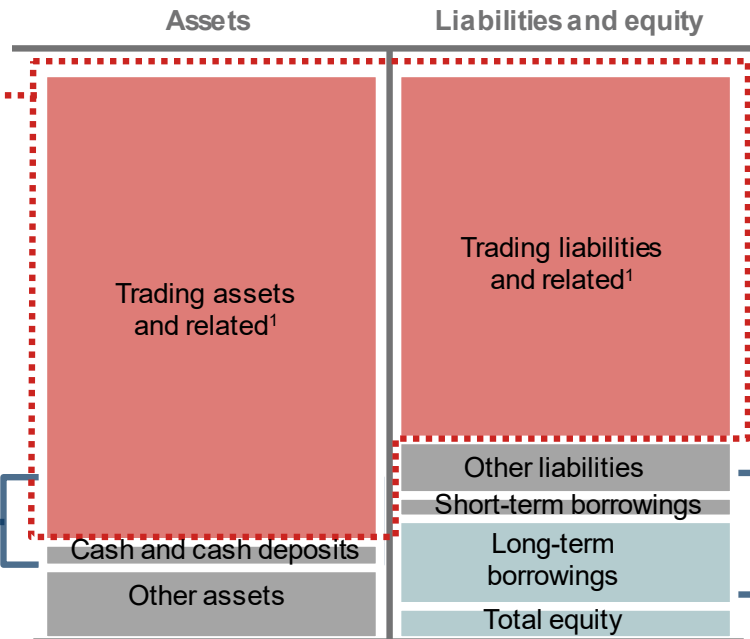 Assets
Liabilities and equity
Trading assets
and related¹
Cash and cash deposits
Other assets
Trading liabilities
and related¹
Other liabilities
Short-term borrowings
Long-term
borrowings
Total equity